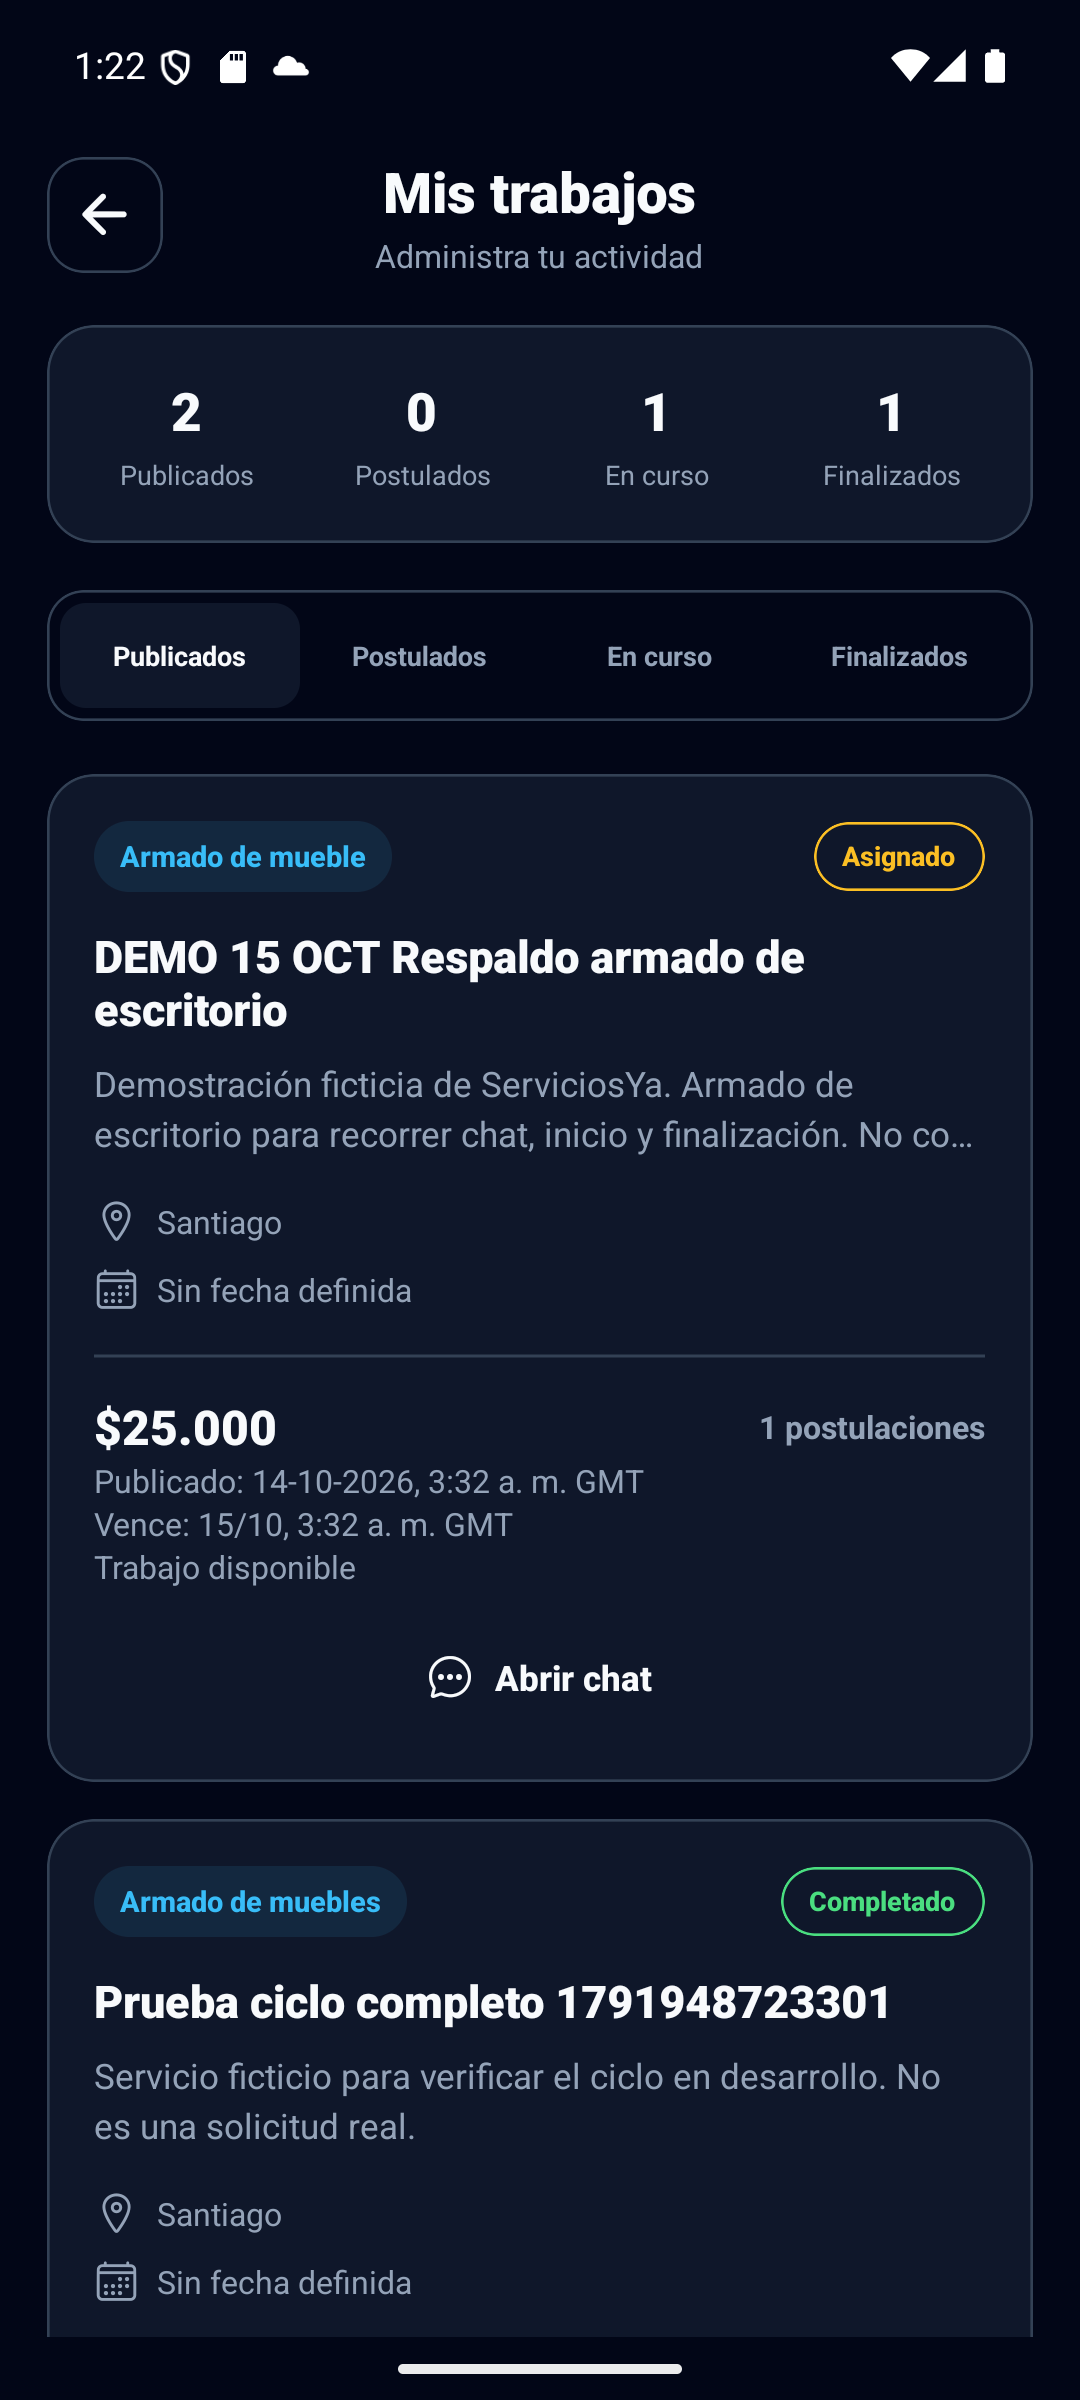 1:22
Mis trabajos
Administra tu actividad
2 0 1 1
Publicados Postulados En curso Finalizados
Publicados Postulados En curso Finalizados
Armado de mueble Asignado
DEMO 15 OCT Respaldo armado de
escritorio
Demostración ficticia de ServiciosYa. Armado de
escritorio para recorrer chat, inicio y finalización. No co...
Santiago
Sin fecha definida
$25.000 1 postulaciones
Publicado: 14-10-2026, 3:32 a. m. GMT
Vence: 15/10, 3:32 a. m. GMT
Trabajo disponible
Abrir chat
Armado de muebles Completado
Prueba ciclo completo 1791948723301
Servicio ficticio para verificar el ciclo en desarrollo. No
es una solicitud real.
Santiago
Sin fecha definida